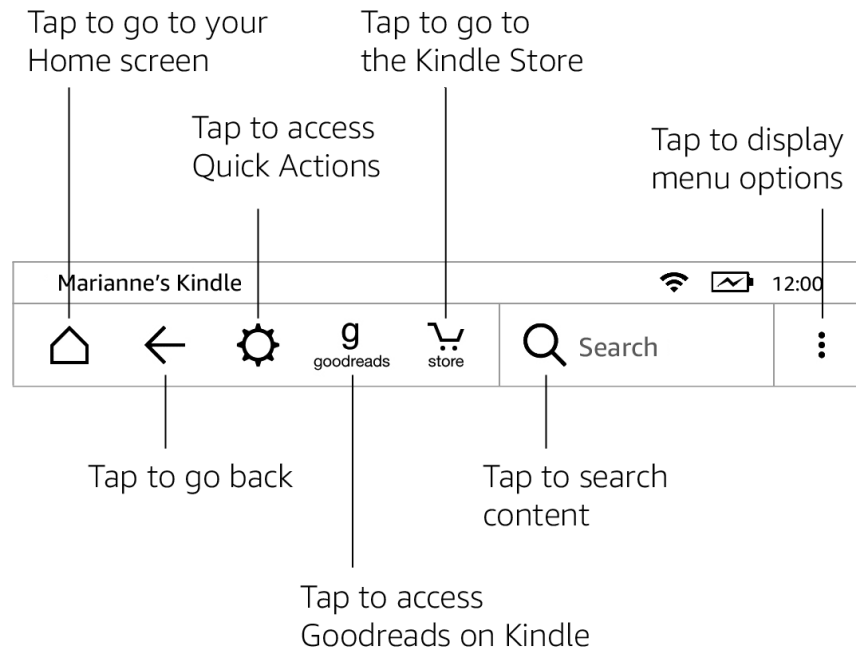 Tap to go to your
Home screen
Tap to go to
the Kindle Store
Tap to access
Quick Actions
Tap to display
menu options
Marianne’s Kindle
12:00
g
goodreads
store
Search
Tap to go back
Tap to search
content
Tap to access
Goodreads on Kindle